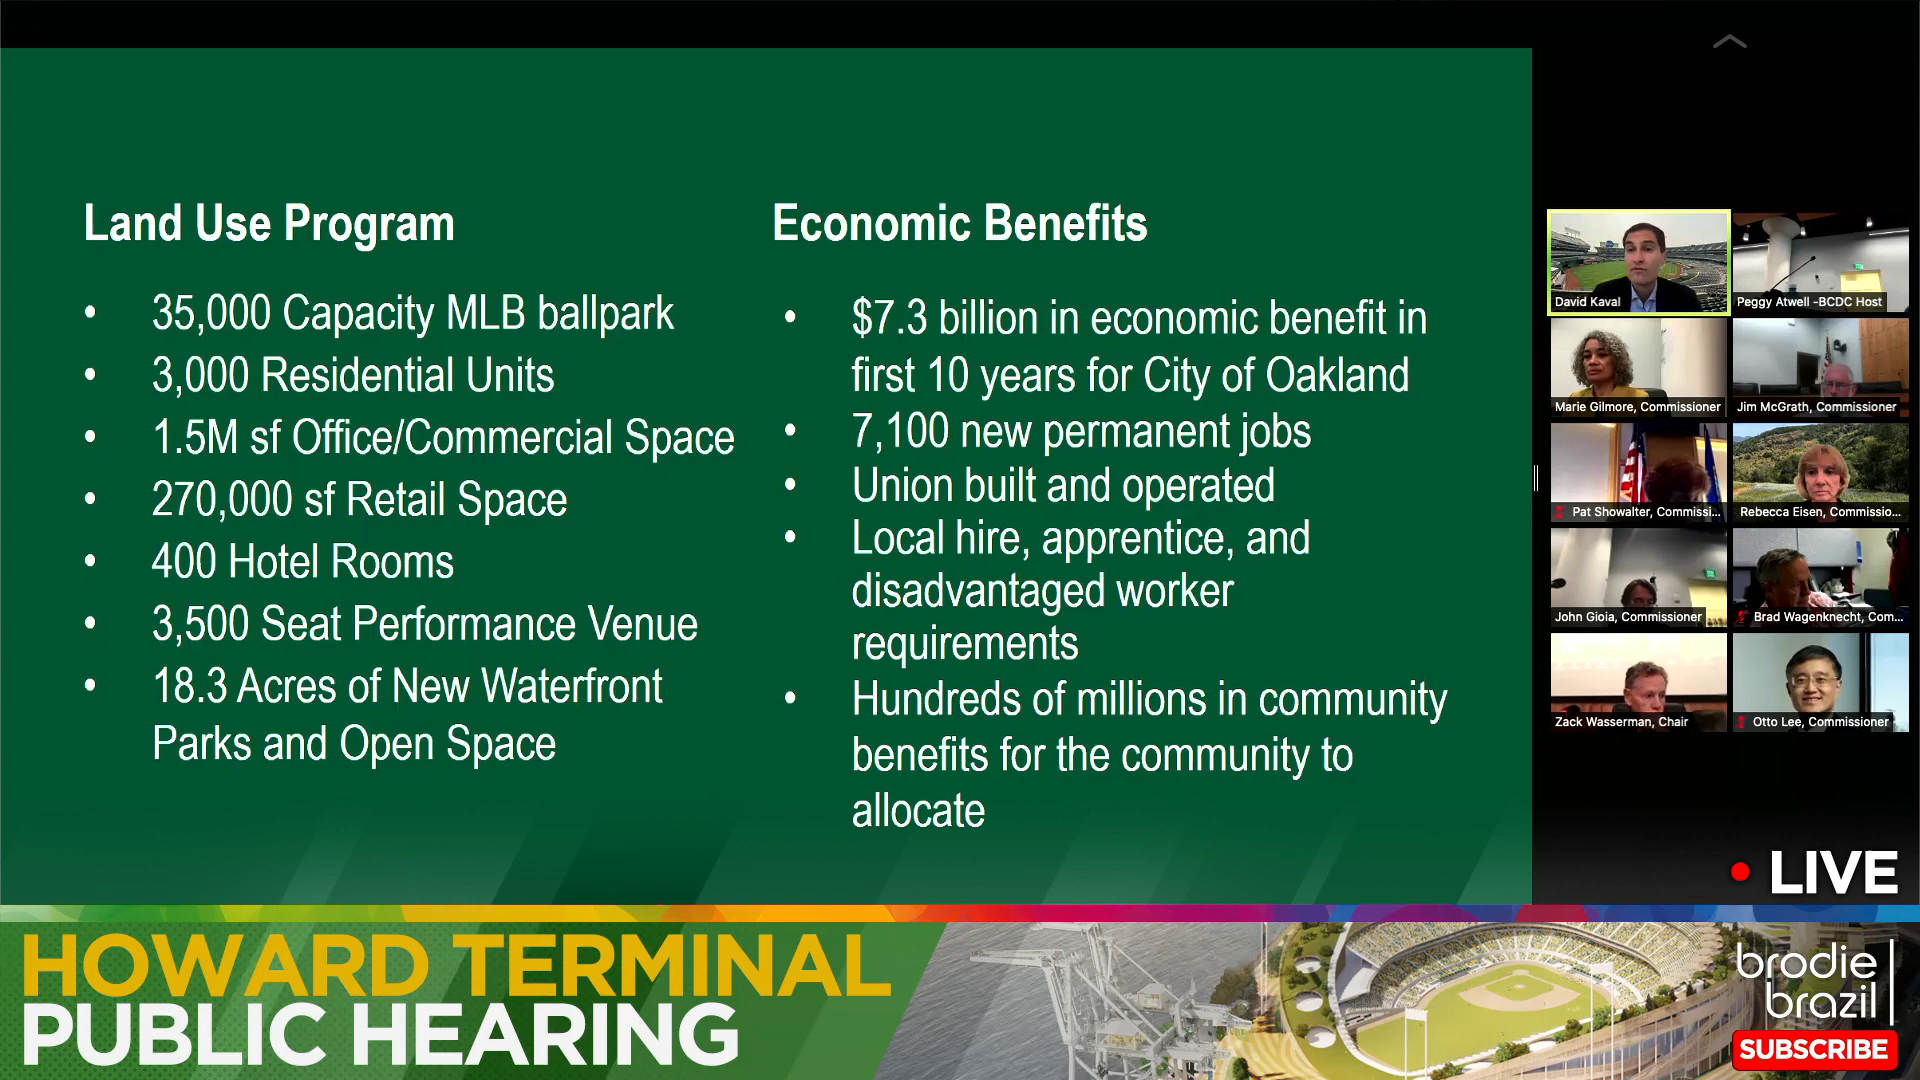 Land Use Program
• 35,000 Capacity MLB ballpark
• 3,000 Residential Units
• 1.5M sf Office/Commercial Space
• 270,000 sf Retail Space
• 400 Hotel Rooms
• 3,500 Seat Performance Venue
• 18.3 Acres of New Waterfront
Parks and Open Space
Economic Benefits
• $7.3 billion in economic benefit in
first 10 years for City of Oakland
• 7,100 new permanent jobs
• Union built and operated
• Local hire, apprentice, and
disadvantaged worker
requirements
• Hundreds of millions in community
benefits for the community to
allocate
David Kaval
Peggy Atwell -BCDC Host
Marie Gilmore, Commissioner
Jim McGrath, Commissioner
Pat Showalter, Commissi...
Rebecca Eisen, Commissio...
John Gioia, Commissioner
Brad Wagenknecht, Com...
Zack Wasserman, Chair
Otto Lee, Commissioner
LIVE
HOWARD TERMINAL
PUBLIC HEARING
brodie
brazil
SUBSCRIBE